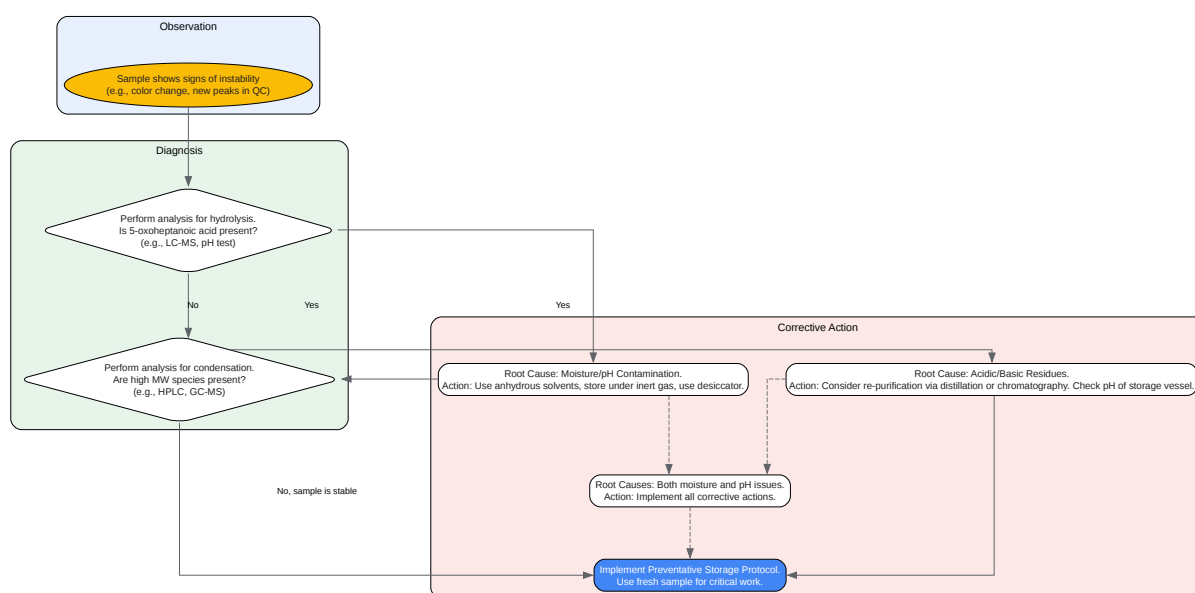 Observation
Sample shows signs of instability
(e.g., color change, new peaks in QC)
Diagnosis
Perform analysis for hydrolysis.
Is 5-oxoheptanoic acid present?
(e.g., LC-MS, pH test)
No
Yes
Yes
Corrective Action
Perform analysis for condensation.
Are high MW species present?
(e.g., HPLC, GC-MS)
Root Cause: Moisture/pH Contamination.
Action: Use anhydrous solvents, store under inert gas, use desiccator.
Root Cause: Acidic/Basic Residues.
Action: Consider re-purification via distillation or chromatography. Check pH of storage vessel.
No, sample is stable
Root Causes: Both moisture and pH issues.
Action: Implement all corrective actions.
Implement Preventative Storage Protocol.
Use fresh sample for critical work.